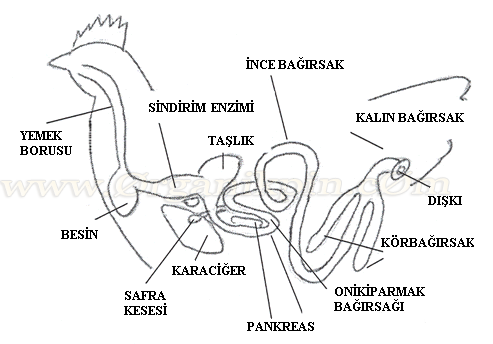 İNCE BAĞIRSAK
SİNDİRİM ENZİMİ
KALIN BAĞIRSAK
YEMEK
BORUSU
TAŞLIK
DIŞKI
BESİN
KÖRBAĞIRSAK
KARACİĞER
SAFRA
KESESİ
ONİKİPARMAK
BAĞIRSAĞI
PANKREAS